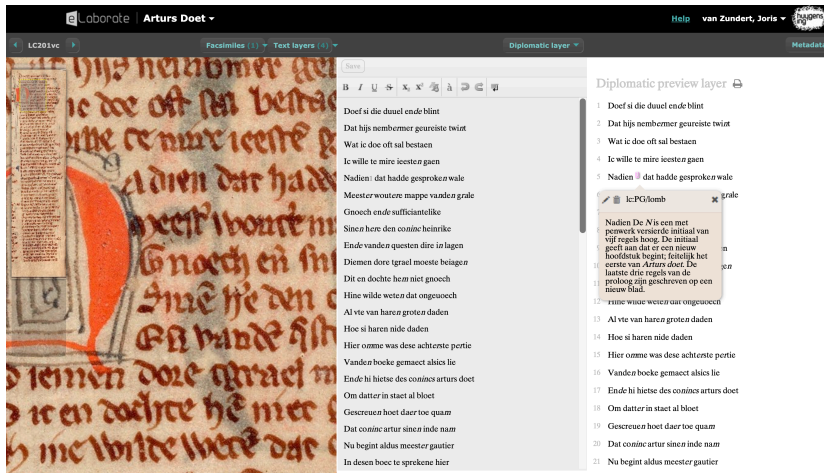 eLaborate Arturs Doet
Help van Zundert, Joris huygens ing
LC201vc Facsimiles (1) Text layers (4) Diplomatic layer Metadata
Save
B I U S
Doef si die duuel ende blint
Dat hijs nembermer geureiste twint
Wat ic doe oft sal bestaen
Ic wille te mire ieesten gaen
Nadien dat hadde gesproken wale
Meester woutere mappe vanden grale
Gnoech ende sufficiantelike
Sinen here den coninc heinrike
Ende vanden questen dire in lagen
Diemen dore tgrael moeste beiagen
Dit en dochte hem niet gnoech
Hine wilde weten dat ongeuoech
Al vte van haren groten daden
Hoe si haren nide daden
Hier omme was dese achterste pertie
Vanden boeke gemaect alsics lie
Ende hi hietse des conincs arturs doet
Om datter in staet al bloet
Gescreuen hoet daer toe quam
Dat coninc artur sinen inde nam
Nu begint aldus meester gautier
In desen boec te sprekene hier
Diplomatic preview layer
1 Doef si die duuel ende blint
2 Dat hijs nembermer geureiste twint
3 Wat ic doe oft sal bestaen
4 Ic wille te mire ieesten gaen
5 Nadien dat hadde gesproken wale
6 grale
lc:PG/lomb
Nadien De N is een met
penwerk versierde initiaal van
vijf regels hoog. De initiaal
geeft aan dat er een nieuw
hoofdstuk begint; feitelijk het
eerste van Arturs doet. De
laatste drie regels van de
proloog zijn geschreven op een
nieuw blad.
12 Hine wilde weten dat ongeuoech
13 Al vte van haren groten daden
14 Hoe si haren nide daden
15 Hier omme was dese achterste pertie
16 Vanden boeke gemaect alsics lie
17 Ende hi hietse des conincs arturs doet
18 Om datter in staet al bloet
19 Gescreuen hoet daer toe quam
20 Dat coninc artur sinen inde nam
21 Nu begint aldus meester gautier